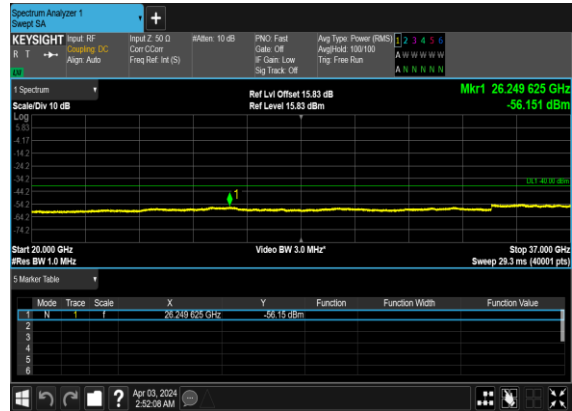 Spectrum Analyzer 1
Swept SA
+
KEYSIGHT Input: RF Input Z: 50 Ω #Atten: 10 dB PNO: Fast Avg Type: Power (RMS) 1 2 3 4 5 6
R T Coupling: DC Corr CCorr Gate: Off Avg|Hold: 100/100 A W W W W W
Align: Auto Freq Ref: Int (S) IF Gain: Low Trig: Free Run
Sig Track: Off A N N N N N
1 Spectrum Ref Lvl Offset 15.83 dB Mkr1 26.249 625 GHz
Scale/Div 10 dB Ref Level 15.83 dBm -56.151 dBm
Log
5.83
-4.17
-14.2
-24.2
-34.2 DL1 -40.00 dBm
-44.2
1
-54.2
-64.2
-74.2
Start 20.000 GHz Video BW 3.0 MHz* Stop 37.000 GHz
#Res BW 1.0 MHz Sweep 29.3 ms (40001 pts)
5 Marker Table
Mode Trace Scale X Y Function Function Width Function Value
1 N 1 f 26.249 625 GHz -56.15 dBm
2
3
4
5
6
? Apr 03, 2024
2:52:08 AM